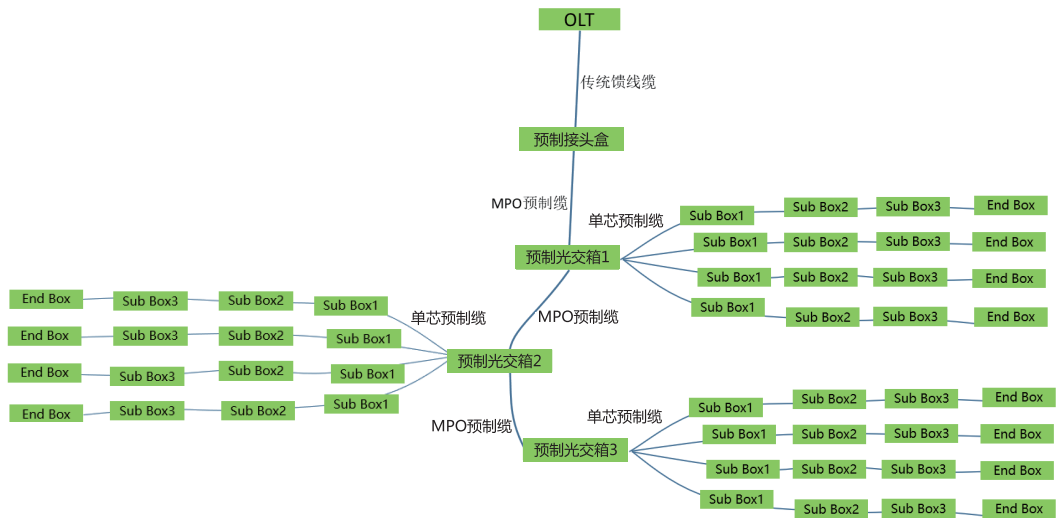 OLT
传统馈线缆
预制接头盒
MPO预制缆
单芯预制缆
Sub Box1 Sub Box2 Sub Box3 End Box
Sub Box1 Sub Box2 Sub Box3 End Box
预制光交箱1
Sub Box1 Sub Box2 Sub Box3 End Box
Sub Box1 Sub Box2 Sub Box3 End Box
MPO预制缆
End Box Sub Box3 Sub Box2 Sub Box1
单芯预制缆
End Box Sub Box3 Sub Box2 Sub Box1
预制光交箱2
End Box Sub Box3 Sub Box2 Sub Box1
End Box Sub Box3 Sub Box2 Sub Box1
MPO预制缆
单芯预制缆
Sub Box1 Sub Box2 Sub Box3 End Box
Sub Box1 Sub Box2 Sub Box3 End Box
预制光交箱3
Sub Box1 Sub Box2 Sub Box3 End Box
Sub Box1 Sub Box2 Sub Box3 End Box